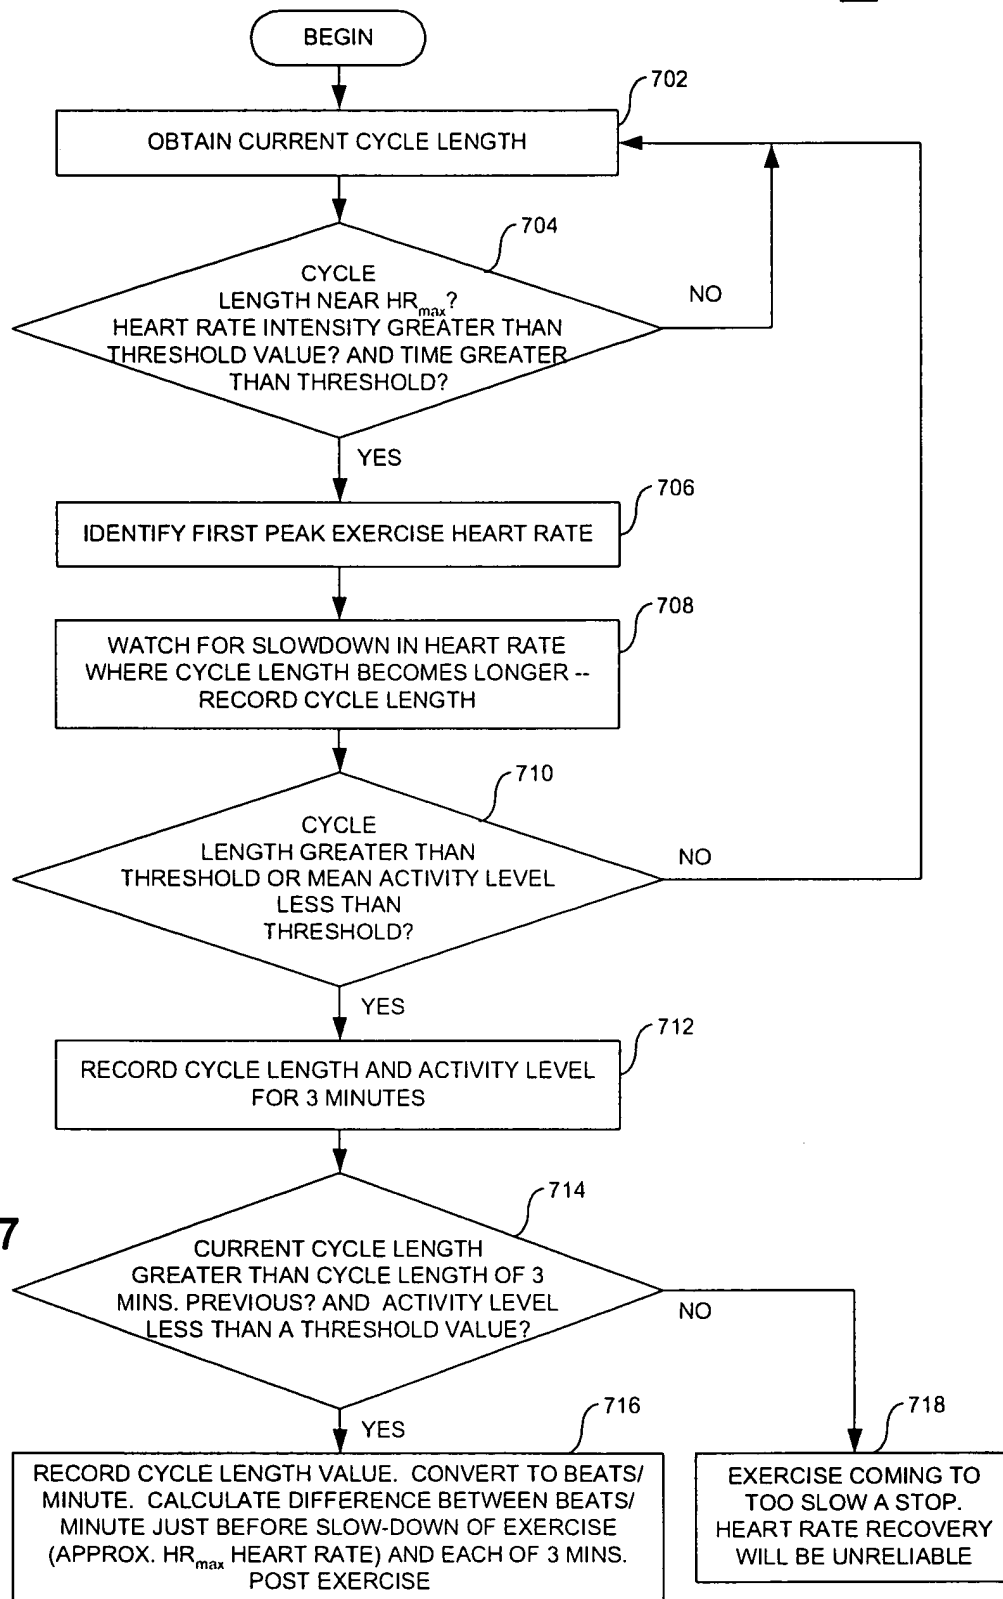 BEGIN
702
OBTAIN CURRENT CYCLE LENGTH
704
CYCLE
LENGTH NEAR HRmax?
HEART RATE INTENSITY GREATER THAN
THRESHOLD VALUE? AND TIME GREATER
THAN THRESHOLD?
NO
YES
706
IDENTIFY FIRST PEAK EXERCISE HEART RATE
708
WATCH FOR SLOWDOWN IN HEART RATE
WHERE CYCLE LENGTH BECOMES LONGER --
RECORD CYCLE LENGTH
710
CYCLE
LENGTH GREATER THAN
THRESHOLD OR MEAN ACTIVITY LEVEL
LESS THAN
THRESHOLD?
NO
YES
712
RECORD CYCLE LENGTH AND ACTIVITY LEVEL
FOR 3 MINUTES
7
714
CURRENT CYCLE LENGTH
GREATER THAN CYCLE LENGTH OF 3
MINS. PREVIOUS? AND ACTIVITY LEVEL
LESS THAN A THRESHOLD VALUE?
NO
YES
716
RECORD CYCLE LENGTH VALUE. CONVERT TO BEATS/
MINUTE. CALCULATE DIFFERENCE BETWEEN BEATS/
MINUTE JUST BEFORE SLOW-DOWN OF EXERCISE
(APPROX. HRmax HEART RATE) AND EACH OF 3 MINS.
POST EXERCISE
718
EXERCISE COMING TO
TOO SLOW A STOP.
HEART RATE RECOVERY
WILL BE UNRELIABLE